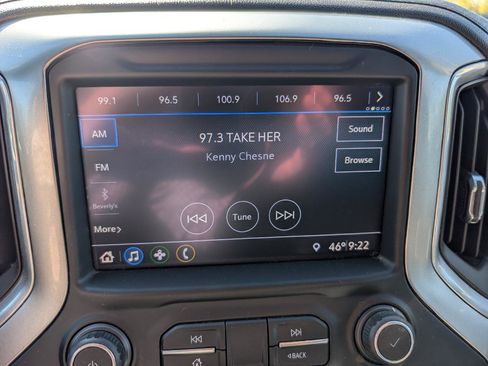 99.1 96.5 100.9 106.9 96.5
AM
97.3 TAKE HER
Sound
Kenny Chesne
Browse
FM
Beverly's
Tune
More
46° 9:22
BACK